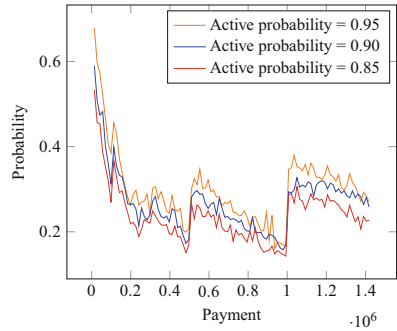 Active probability = 0.95
Active probability = 0.90
Active probability = 0.85
0.6
0.4
0.2
Probability
0 0.2 0.4 0.6 0.8 1 1.2 1.4
Payment
·10^6